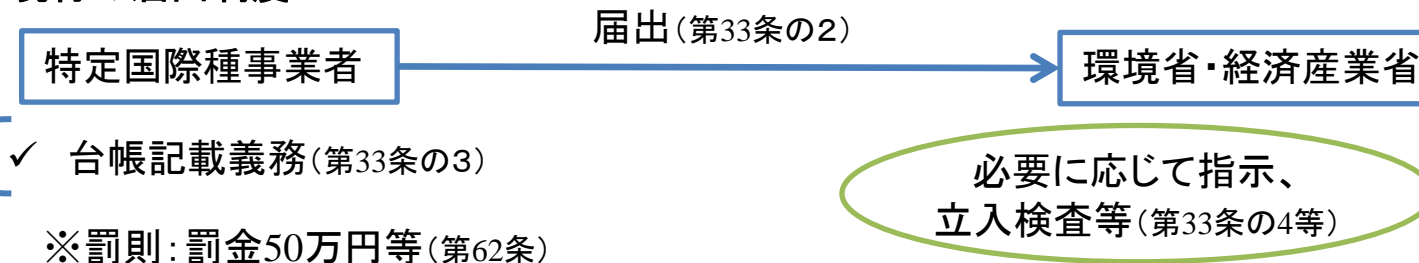 届出(第33条の2)
特定国際種事業者
環境省・経済産業省
✓ 台帳記載義務(第33条の3)
必要に応じて指示、
立入検査等(第33条の4等)
※罰則:罰金50万円等(第62条)